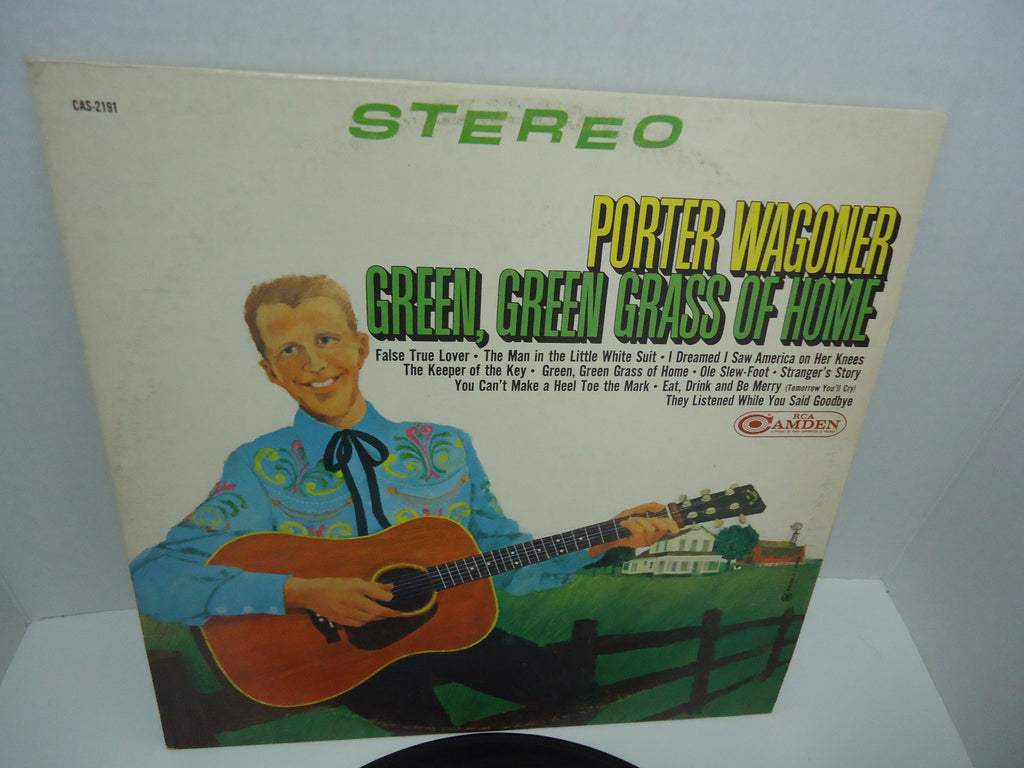 CAS-2191
STEREO
PORTER WAGONER
GREEN, GREEN GRASS OF HOME
False True Lover • The Man in the Little White Suit • I Dreamed I Saw America on Her Knees
The Keeper of the Key • Green, Green Grass of Home • Ole Slew-Foot • Stranger's Story
You Can't Make a Heel Toe the Mark • Eat, Drink and Be Merry (Tomorrow You'll Cry)
They Listened While You Said Goodbye
RCA
CAMDEN